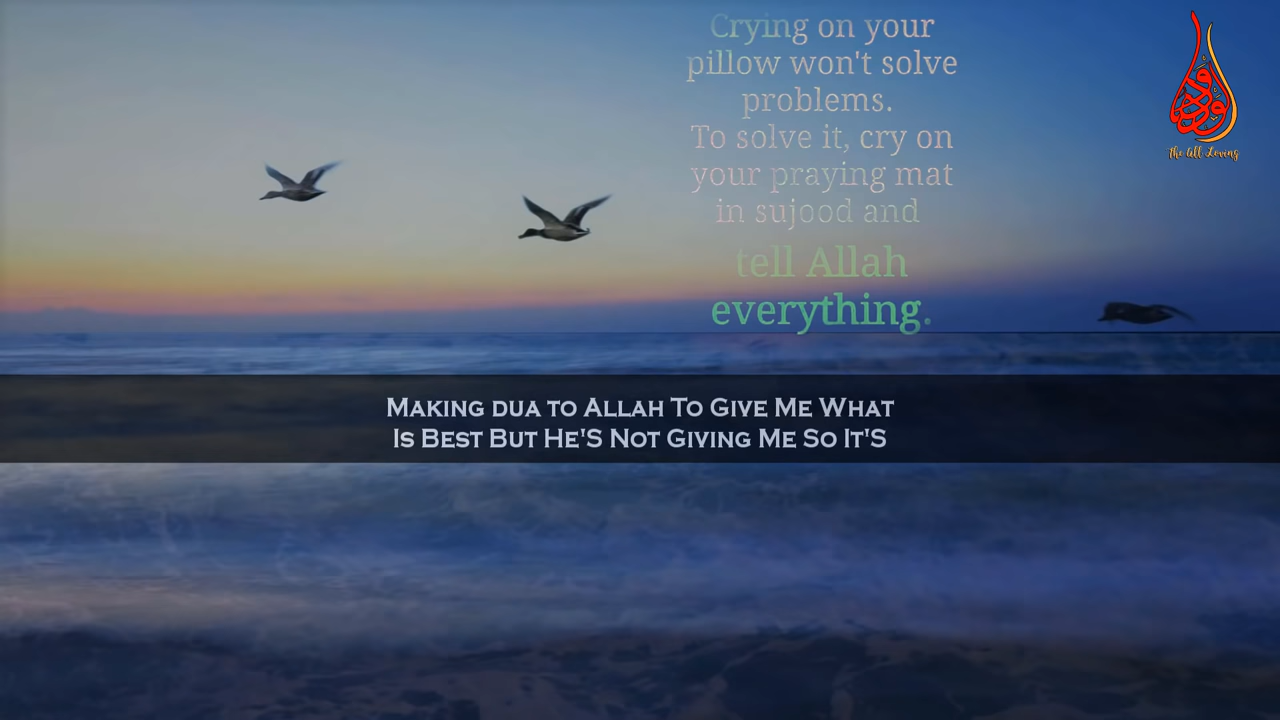 Crying on your
pillow won't solve
problems.
To solve it, cry on
your praying mat
in sujood and
tell Allah
everything.
The All Loving
MAKING DUA TO ALLAH TO GIVE ME WHAT
IS BEST BUT HE'S NOT GIVING ME SO IT'S